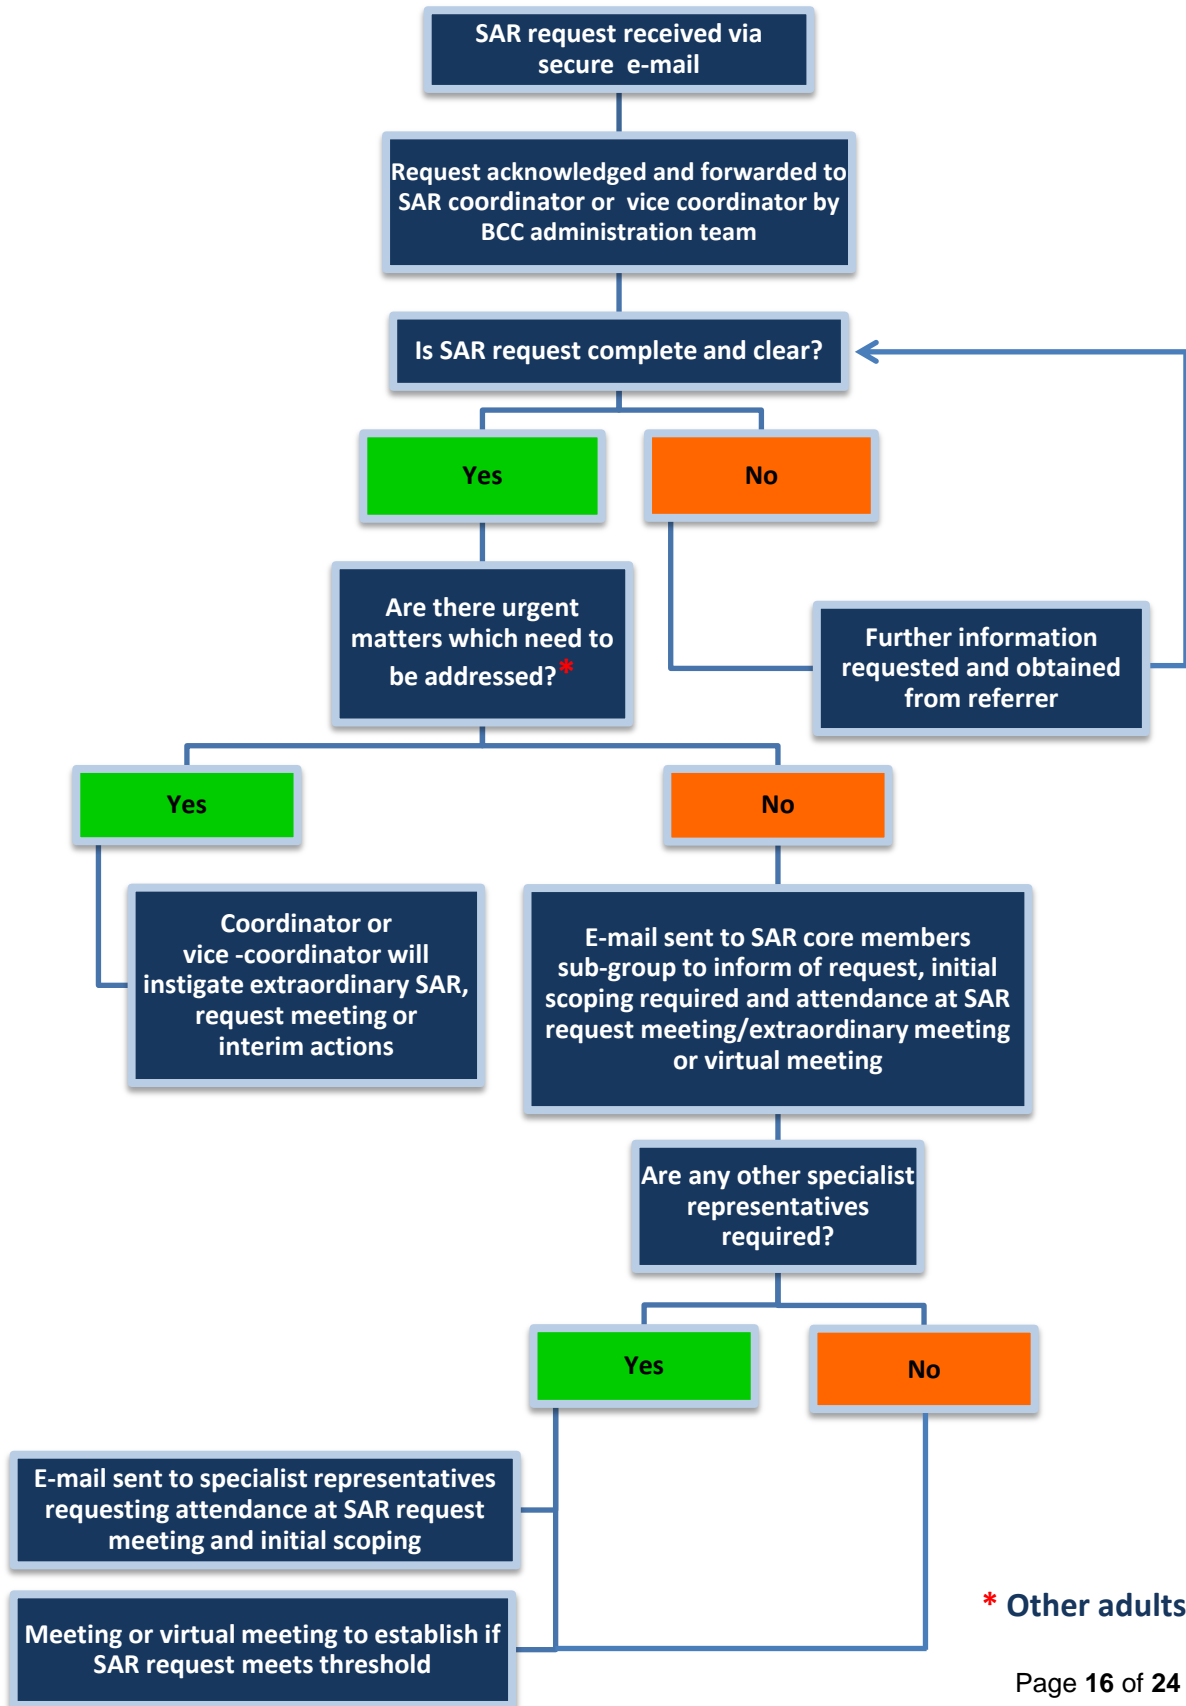 SAR request received via
secure e-mail
Request acknowledged and forwarded to
SAR coordinator or vice coordinator by
BCC administration team
Is SAR request complete and clear?
Yes
No
Are there urgent
matters which need to
be addressed?*
Further information
requested and obtained
from referrer
Yes
No
Coordinator or
vice -coordinator will
instigate extraordinary SAR,
request meeting or
interim actions
E-mail sent to SAR core members
sub-group to inform of request, initial
scoping required and attendance at SAR
request meeting/extraordinary meeting
or virtual meeting
Are any other specialist
representatives
required?
Yes
No
E-mail sent to specialist representatives
requesting attendance at SAR request
meeting and initial scoping
Meeting or virtual meeting to establish if
SAR request meets threshold
* Other adults
Page 16 of 24